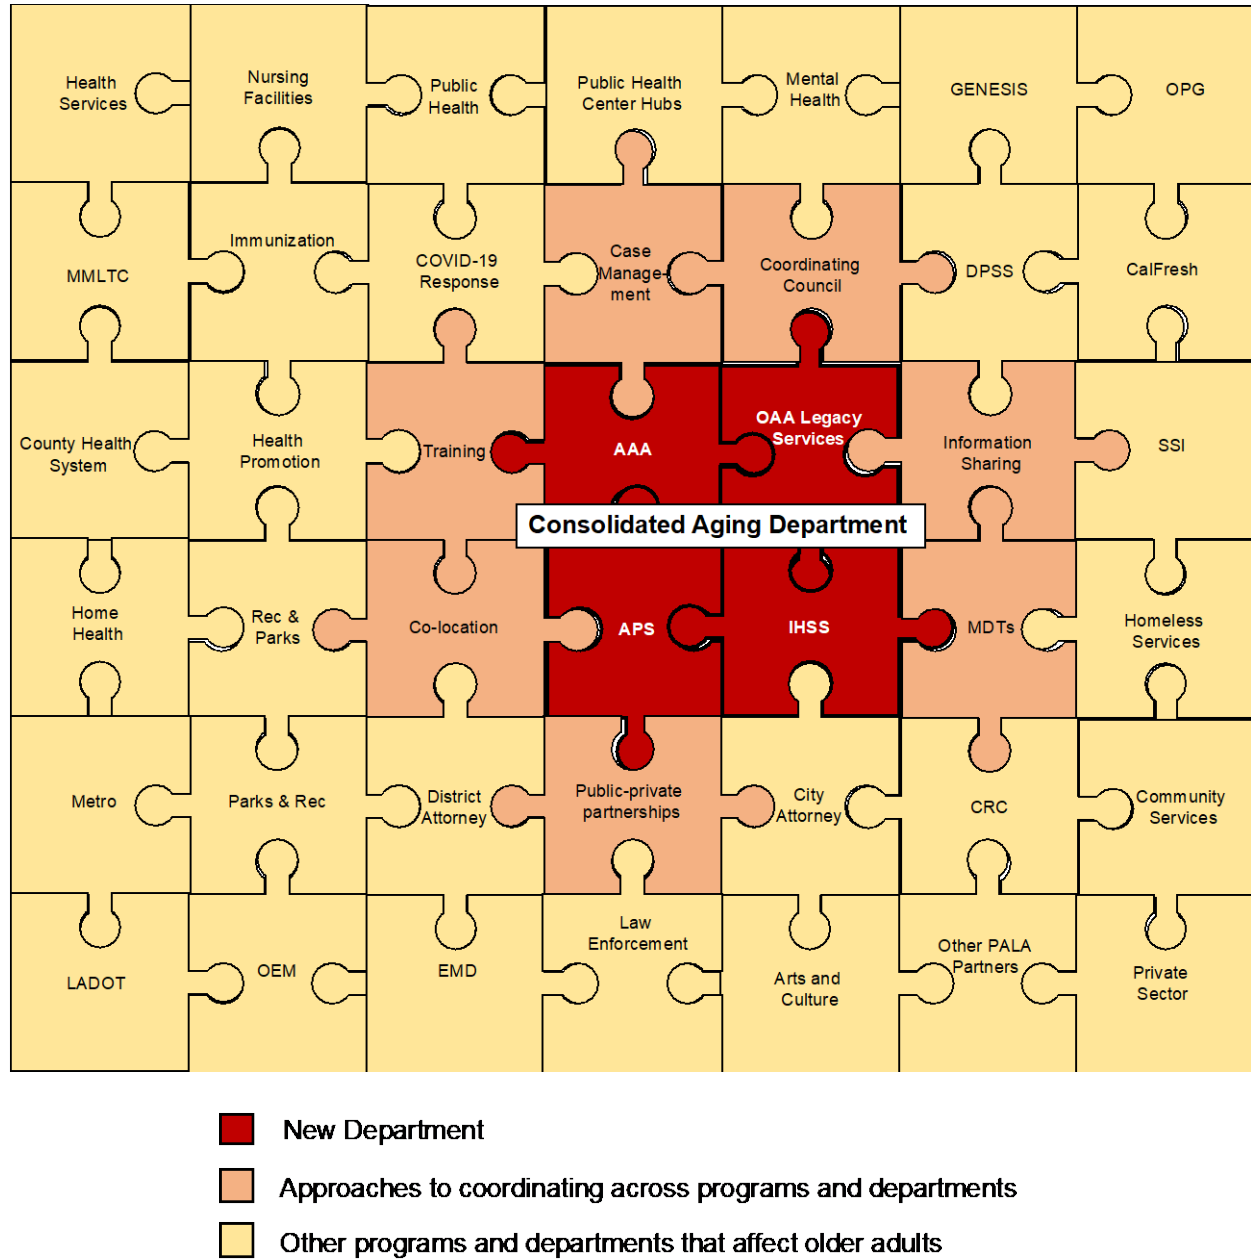 Health
Services
Nursing
Facilities
Public
Health
Public Health
Center Hubs
Mental
Health
GENESIS
OPG
MMLTC
Immunization
COVID-19
Response
Case
Manage-
ment
Coordinating
Council
DPSS
CalFresh
County Health
System
Health
Promotion
Training
AAA
OAA Legacy
Services
Information
Sharing
SSI
Consolidated Aging Department
Home
Health
Rec &
Parks
Co-location
APS
IHSS
MDTs
Homeless
Services
Metro
Parks & Rec
District
Attorney
Public-private
partnerships
City
Attorney
CRC
Community
Services
LADOT
OEM
EMD
Law
Enforcement
Arts and
Culture
Other PALA
Partners
Private
Sector
New Department
Approaches to coordinating across programs and departments
Other programs and departments that affect older adults